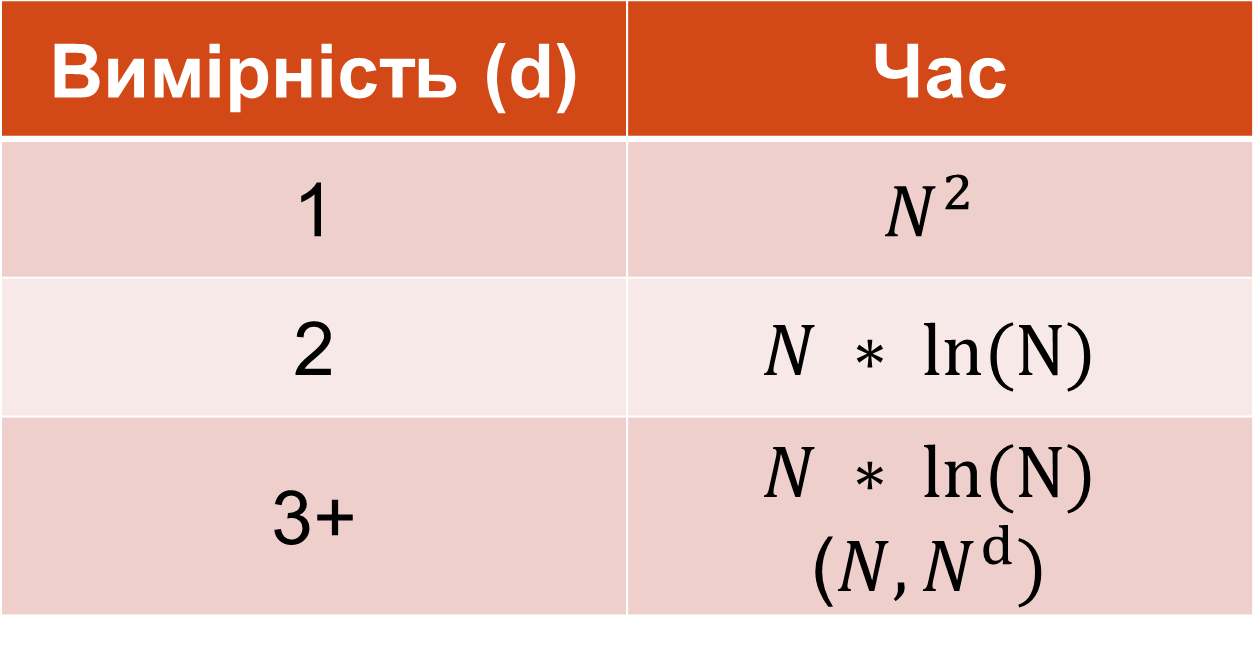 Вимірність (d) Час
1 N²
2 N * ln(N)
3+ N * ln(N)
(N, Nᵈ)